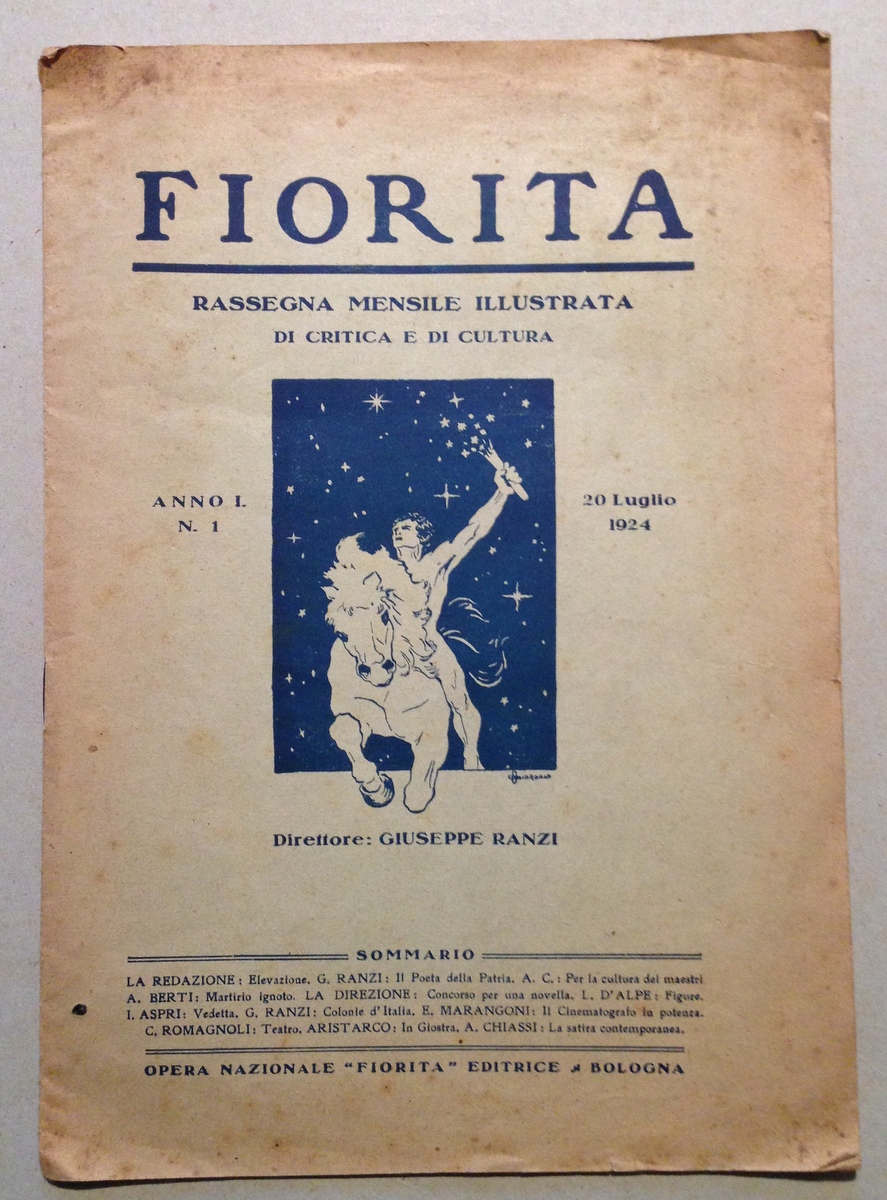 FIORITA
RASSEGNA MENSILE ILLUSTRATA
DI CRITICA E DI CULTURA
ANNO I.
N. 1
20 Luglio
1924
Direttore: GIUSEPPE RANZI
SOMMARIO
LA REDAZIONE: Elevazione. G. RANZI: Il Poeta della Patria. A. C.: Per la cultura dei maestri
A. BERTI: Martirio ignoto. LA DIREZIONE: Concorso per una novella. L. D'ALPE: Figure.
I. ASPRI: Vedetta. G. RANZI: Colonie d'Italia. E. MARANGONI: Il Cinematografo in potenza.
C. ROMAGNOLI: Teatro. ARISTARCO: In Giostra. A. CHIASSI: La satira contemporanea.
OPERA NAZIONALE "FIORITA" EDITRICE BOLOGNA